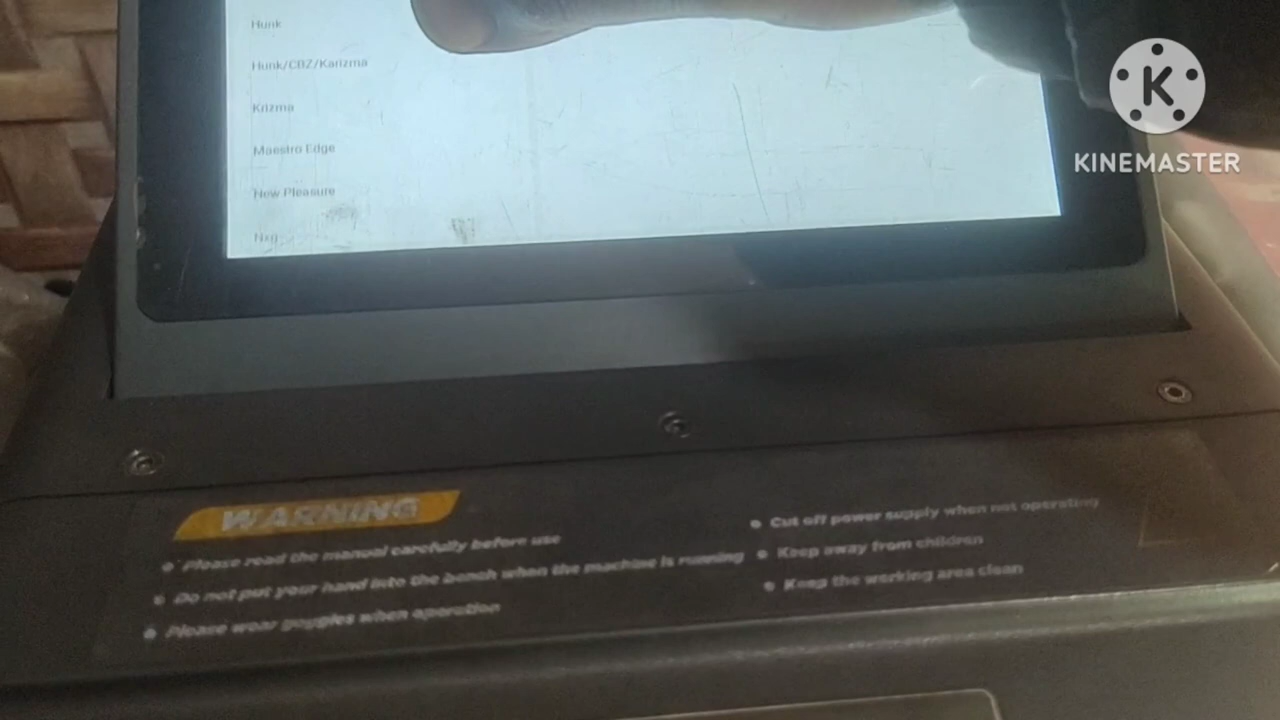 Hunk
Hunk/CBZ/Karizma
Krizma
Maestro Edge
New Pleasure
Nxg
K
KINEMASTER
WARNING
● Please read the manual carefully before use
● Do not put your hand into the bench when the machine is running
● Please wear goggles when operation
● Cut off power supply when not operating
● Keep away from children
● Keep the working area clean